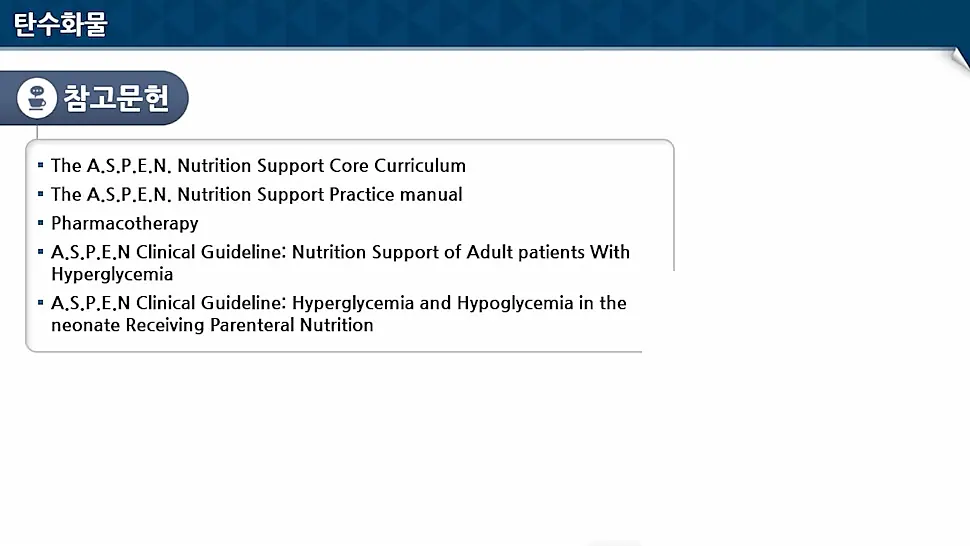 탄수화물
참고문헌
▪ The A.S.P.E.N. Nutrition Support Core Curriculum
▪ The A.S.P.E.N. Nutrition Support Practice manual
▪ Pharmacotherapy
▪ A.S.P.E.N Clinical Guideline: Nutrition Support of Adult patients With
Hyperglycemia
▪ A.S.P.E.N Clinical Guideline: Hyperglycemia and Hypoglycemia in the
neonate Receiving Parenteral Nutrition